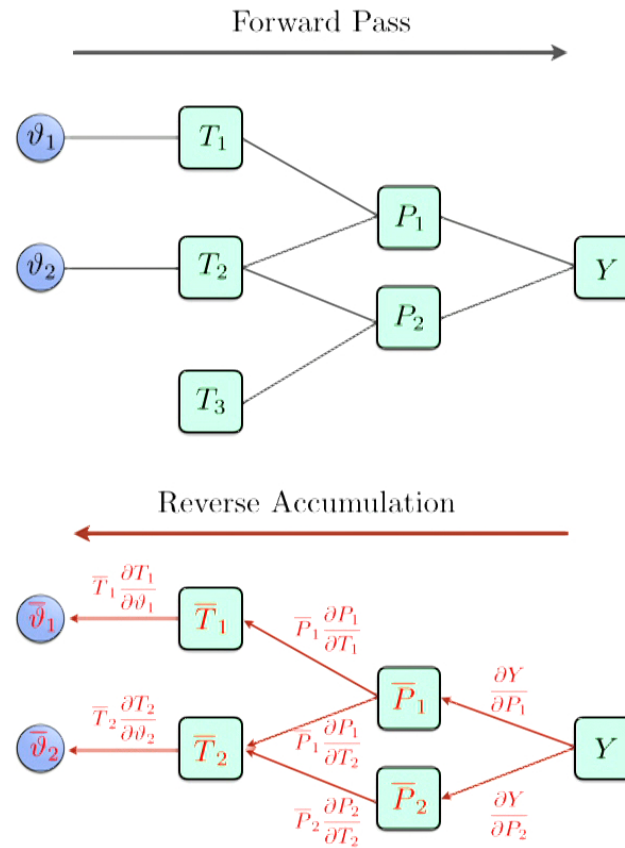 Forward Pass
ϑ₁
T₁
P₁
ϑ₂
T₂
Y
P₂
T₃
Reverse Accumulation
T̅₁ ∂T₁/∂ϑ₁
ϑ̅₁
T̅₁
P̅₁ ∂P₁/∂T₁
∂Y/∂P₁
P̅₁
T̅₂ ∂T₂/∂ϑ₂
ϑ̅₂
T̅₂
P̅₁ ∂P₁/∂T₂
Y
P̅₂
P̅₂ ∂P₂/∂T₂
∂Y/∂P₂